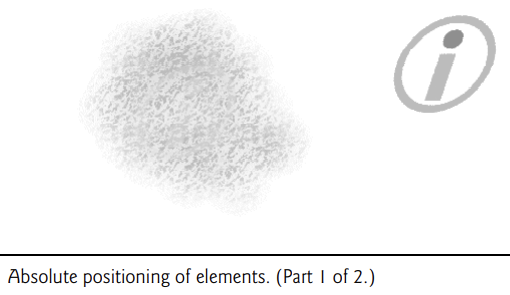 i
Absolute positioning of elements. (Part 1 of 2.)